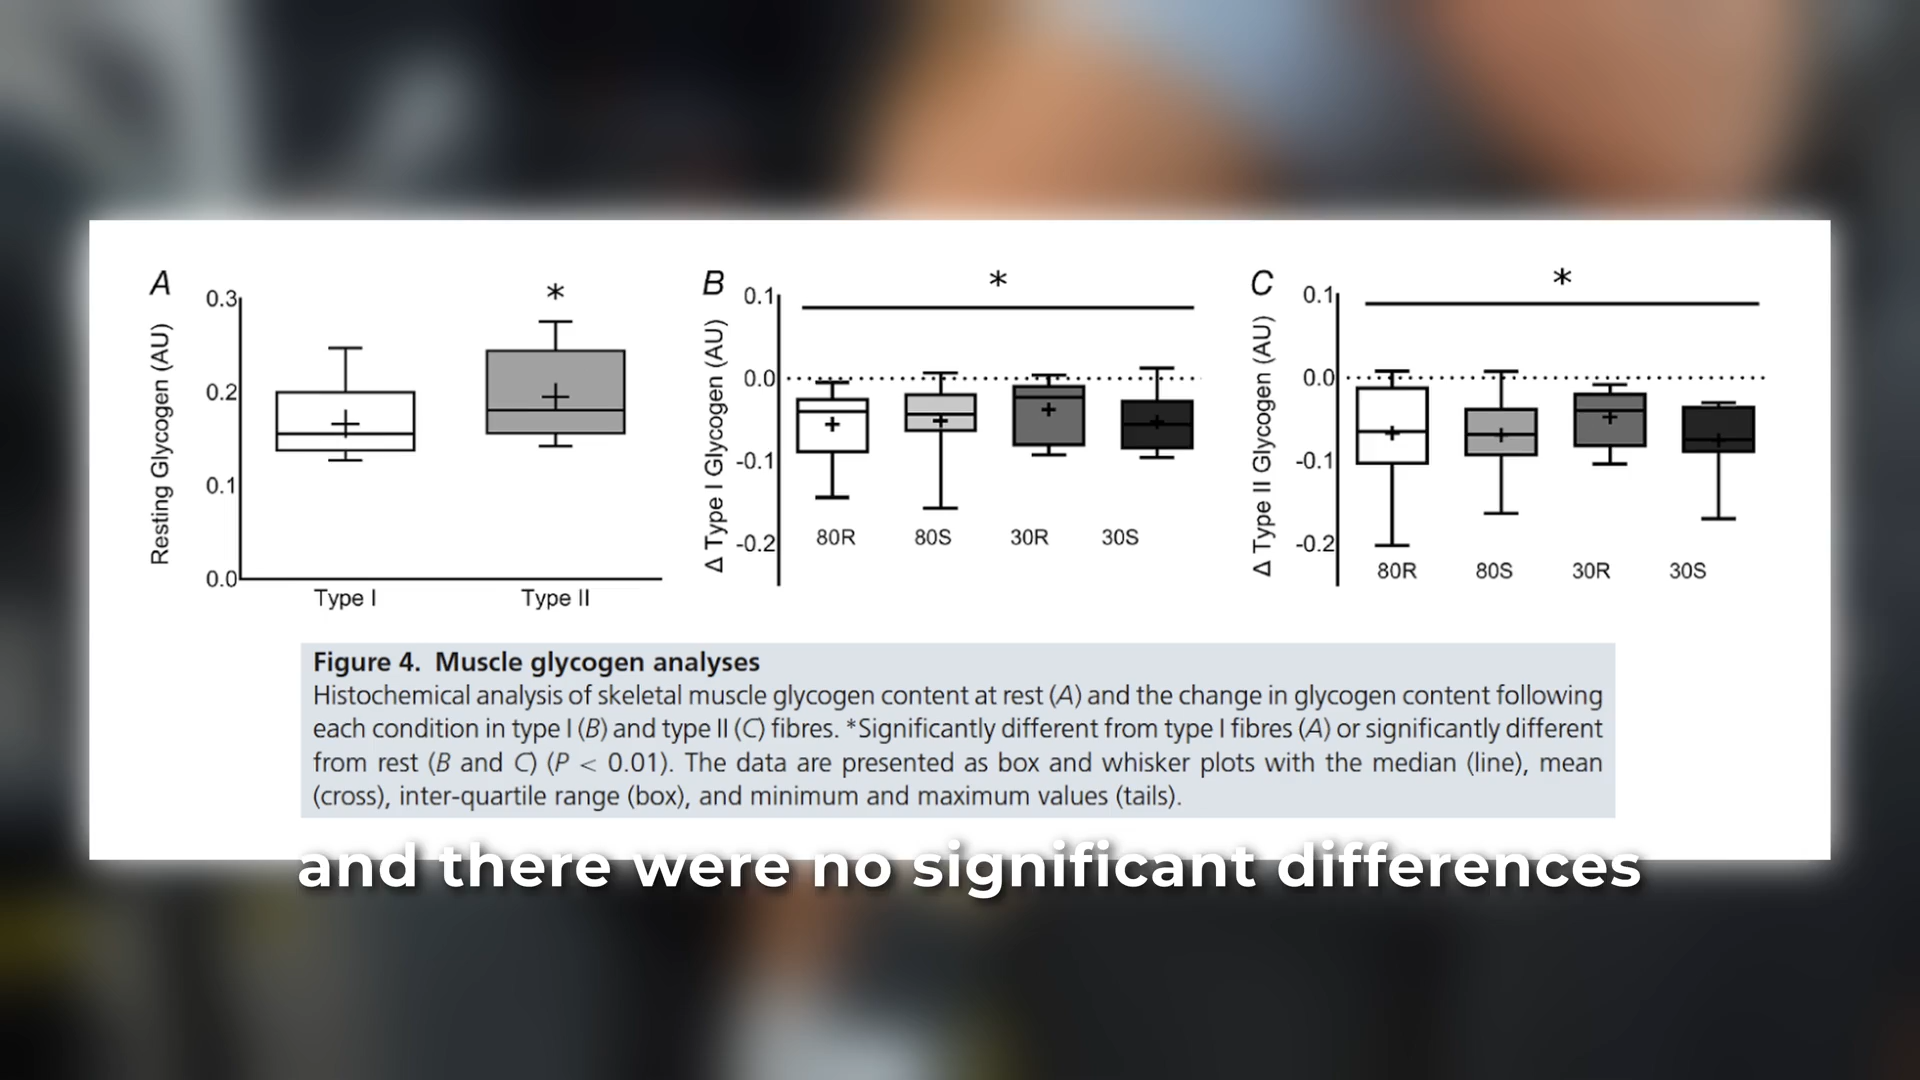 A
*
0.3
0.2
0.1
0.0
Resting Glycogen (AU)
Type I
Type II
B
*
0.1
0.0
-0.1
-0.2
Δ Type I Glycogen (AU)
80R
80S
30R
30S
C
*
0.1
0.0
-0.1
-0.2
Δ Type II Glycogen (AU)
80R
80S
30R
30S
Figure 4. Muscle glycogen analyses
Histochemical analysis of skeletal muscle glycogen content at rest (A) and the change in glycogen content following
each condition in type I (B) and type II (C) fibres. *Significantly different from type I fibres (A) or significantly different
from rest (B and C) (P < 0.01). The data are presented as box and whisker plots with the median (line), mean
(cross), inter-quartile range (box), and minimum and maximum values (tails).
and there were no significant differences